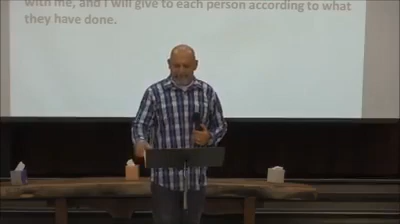 with me, and I will give to each person according to what
they have done.